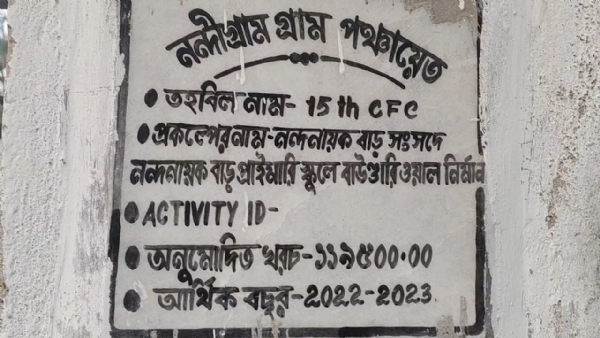 নন্দীগ্রাম গ্রাম পঞ্চায়েত
• তহবিল নাম- 15 th CFC
• প্রকল্পেরনাম-নন্দনায়ক বাড় সংসদে
নন্দনায়ক বাড় প্রাইমারি স্কুলে বাউণ্ডারি ওয়াল নির্মান
• ACTIVITY ID-
• অনুমোদিত খরচ-১১৯৫০০.০০
• আর্থিক বছর-2022-2023